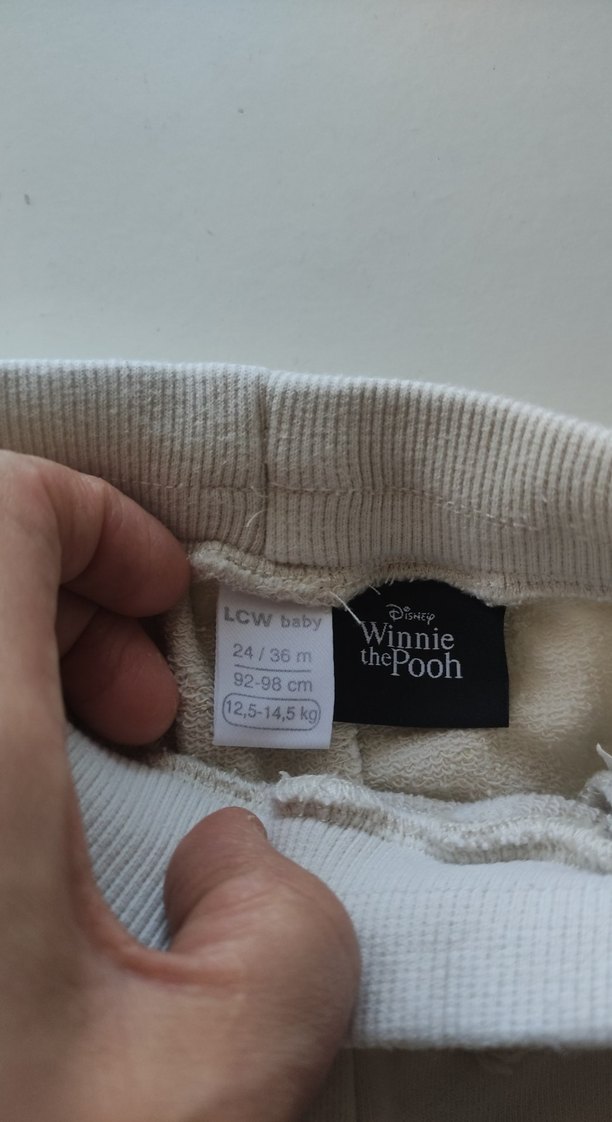 LCW baby
24 / 36 m
92-98 cm
12,5-14,5 kg
Disney
Winnie
the Pooh